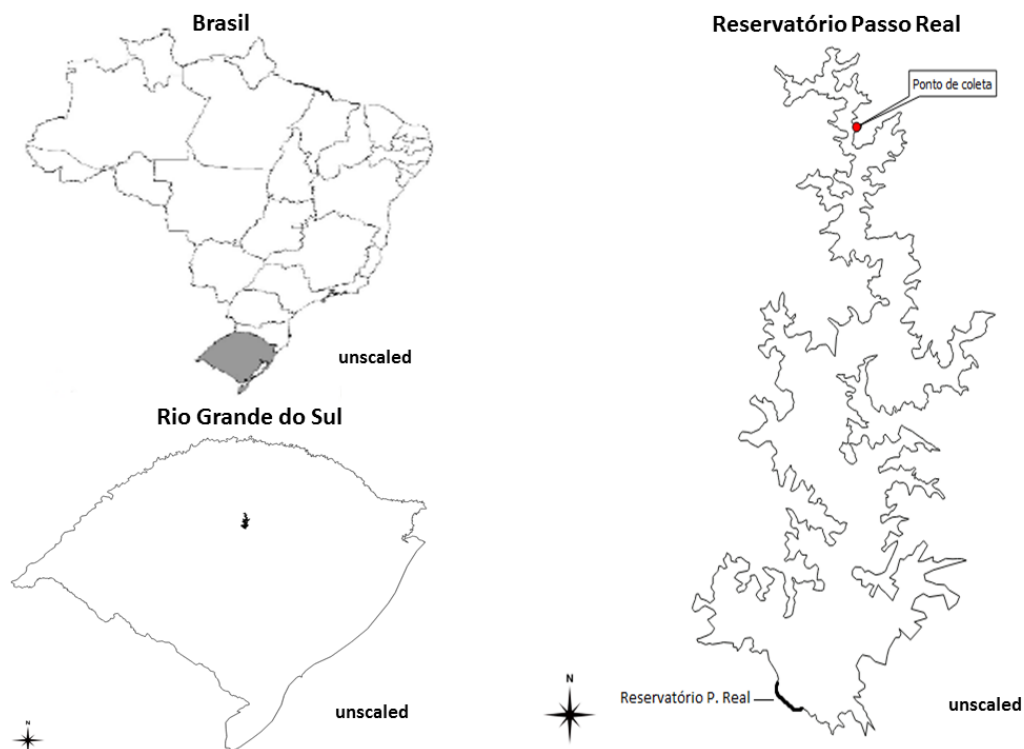 Brasil
unscaled
Rio Grande do Sul
unscaled
N
Reservatório Passo Real
Ponto de coleta
Reservatório P. Real
N
unscaled